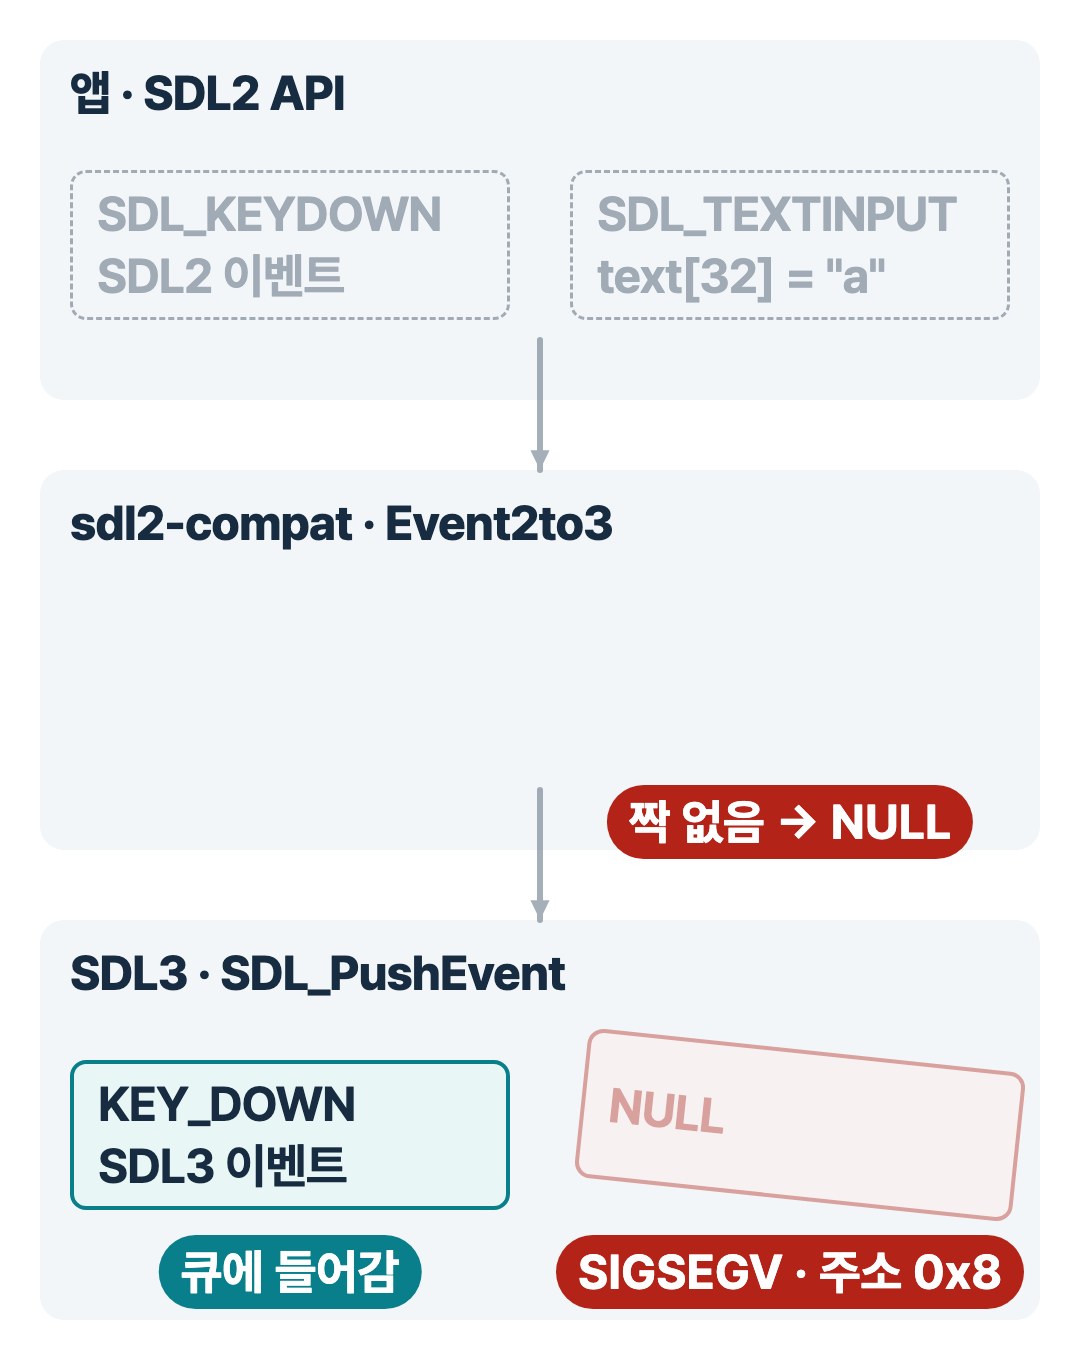 앱 · SDL2 API
SDL_KEYDOWN
SDL2 이벤트
SDL_TEXTINPUT
text[32] = "a"
sdl2-compat · Event2to3
짝 없음 → NULL
SDL3 · SDL_PushEvent
KEY_DOWN
SDL3 이벤트
NULL
큐에 들어감
SIGSEGV · 주소 0x8